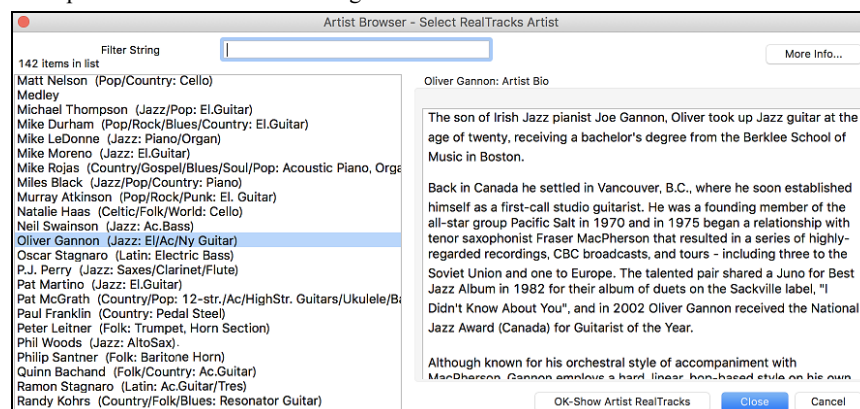 Artist Browser - Select RealTracks Artist
Filter String
More Info...
142 items in list
Matt Nelson (Pop/Country: Cello)
Medley
Michael Thompson (Jazz/Pop: El.Guitar)
Mike Durham (Pop/Rock/Blues/Country: El.Guitar)
Mike LeDonne (Jazz: Piano/Organ)
Mike Moreno (Jazz: El.Guitar)
Mike Rojas (Country/Gospel/Blues/Soul/Pop: Acoustic Piano, Orga
Miles Black (Jazz/Pop/Country: Piano)
Murray Atkinson (Pop/Rock/Punk: El. Guitar)
Natalie Haas (Celtic/Folk/World: Cello)
Neil Swainson (Jazz: Ac.Bass)
Oliver Gannon (Jazz: El/Ac/Ny Guitar)
Oscar Stagnaro (Latin: Electric Bass)
P.J. Perry (Jazz: Saxes/Clarinet/Flute)
Pat Martino (Jazz: El.Guitar)
Pat McGrath (Country/Pop: 12-str./Ac/HighStr. Guitars/Ukulele/Ba
Paul Franklin (Country: Pedal Steel)
Peter Leitner (Folk: Trumpet, Horn Section)
Phil Woods (Jazz: AltoSax).
Philip Santner (Folk: Baritone Horn)
Quinn Bachand (Folk/Country: Ac.Guitar)
Ramon Stagnaro (Latin: Ac.Guitar/Tres)
Randy Kohrs (Country/Folk/Blues: Resonator Guitar)
Oliver Gannon: Artist Bio
The son of Irish Jazz pianist Joe Gannon, Oliver took up Jazz guitar at the
age of twenty, receiving a bachelor's degree from the Berklee School of
Music in Boston.
Back in Canada he settled in Vancouver, B.C., where he soon established
himself as a first-call studio guitarist. He was a founding member of the
all-star group Pacific Salt in 1970 and in 1975 began a relationship with
tenor saxophonist Fraser MacPherson that resulted in a series of highly-
regarded recordings, CBC broadcasts, and tours - including three to the
Soviet Union and one to Europe. The talented pair shared a Juno for Best
Jazz Album in 1982 for their album of duets on the Sackville label, "I
Didn't Know About You", and in 2002 Oliver Gannon received the National
Jazz Award (Canada) for Guitarist of the Year.
Although known for his orchestral style of accompaniment with
MacPherson, Gannon employs a hard, linear, bop-based style on his own
OK-Show Artist RealTracks
Close
Cancel